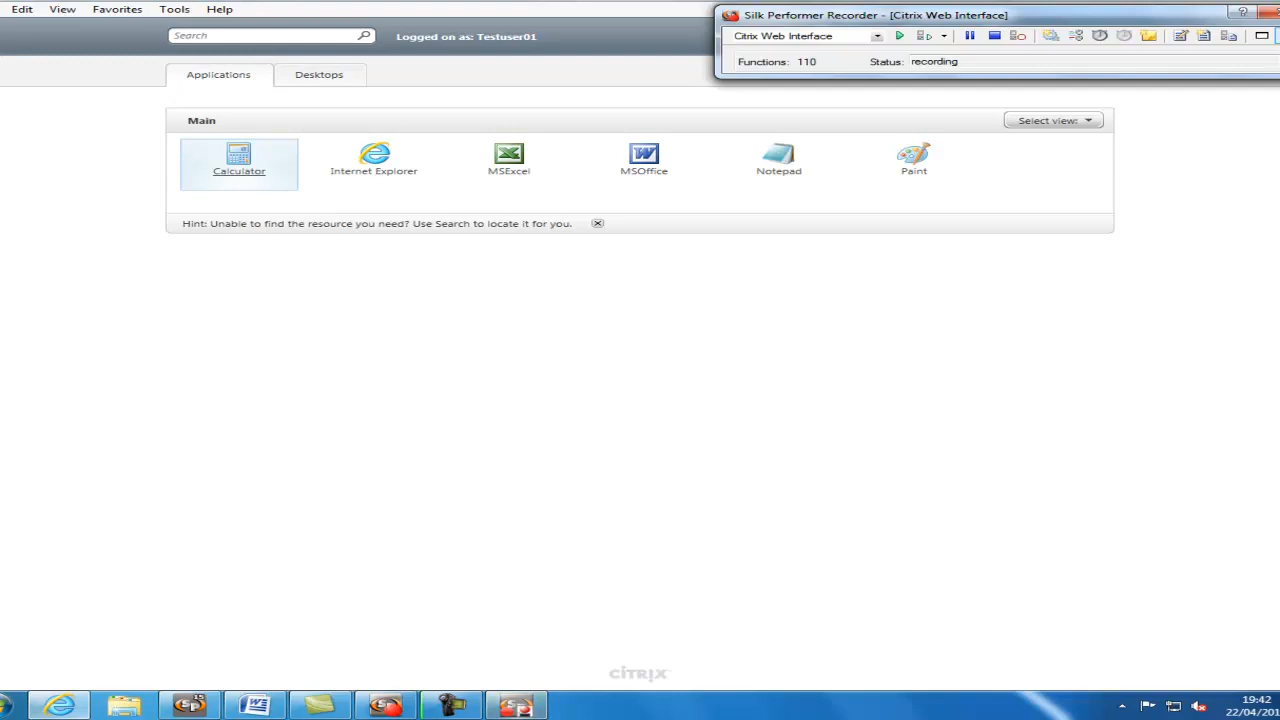 Edit View Favorites Tools Help
Silk Performer Recorder - [Citrix Web Interface]
Search
Logged on as: Testuser01
Citrix Web Interface
Functions: 110 Status: recording
Applications Desktops
Main
Select view:
Calculator Internet Explorer MSExcel MSOffice Notepad Paint
Hint: Unable to find the resource you need? Use Search to locate it for you.
CITRIX
19:42
22/04/201